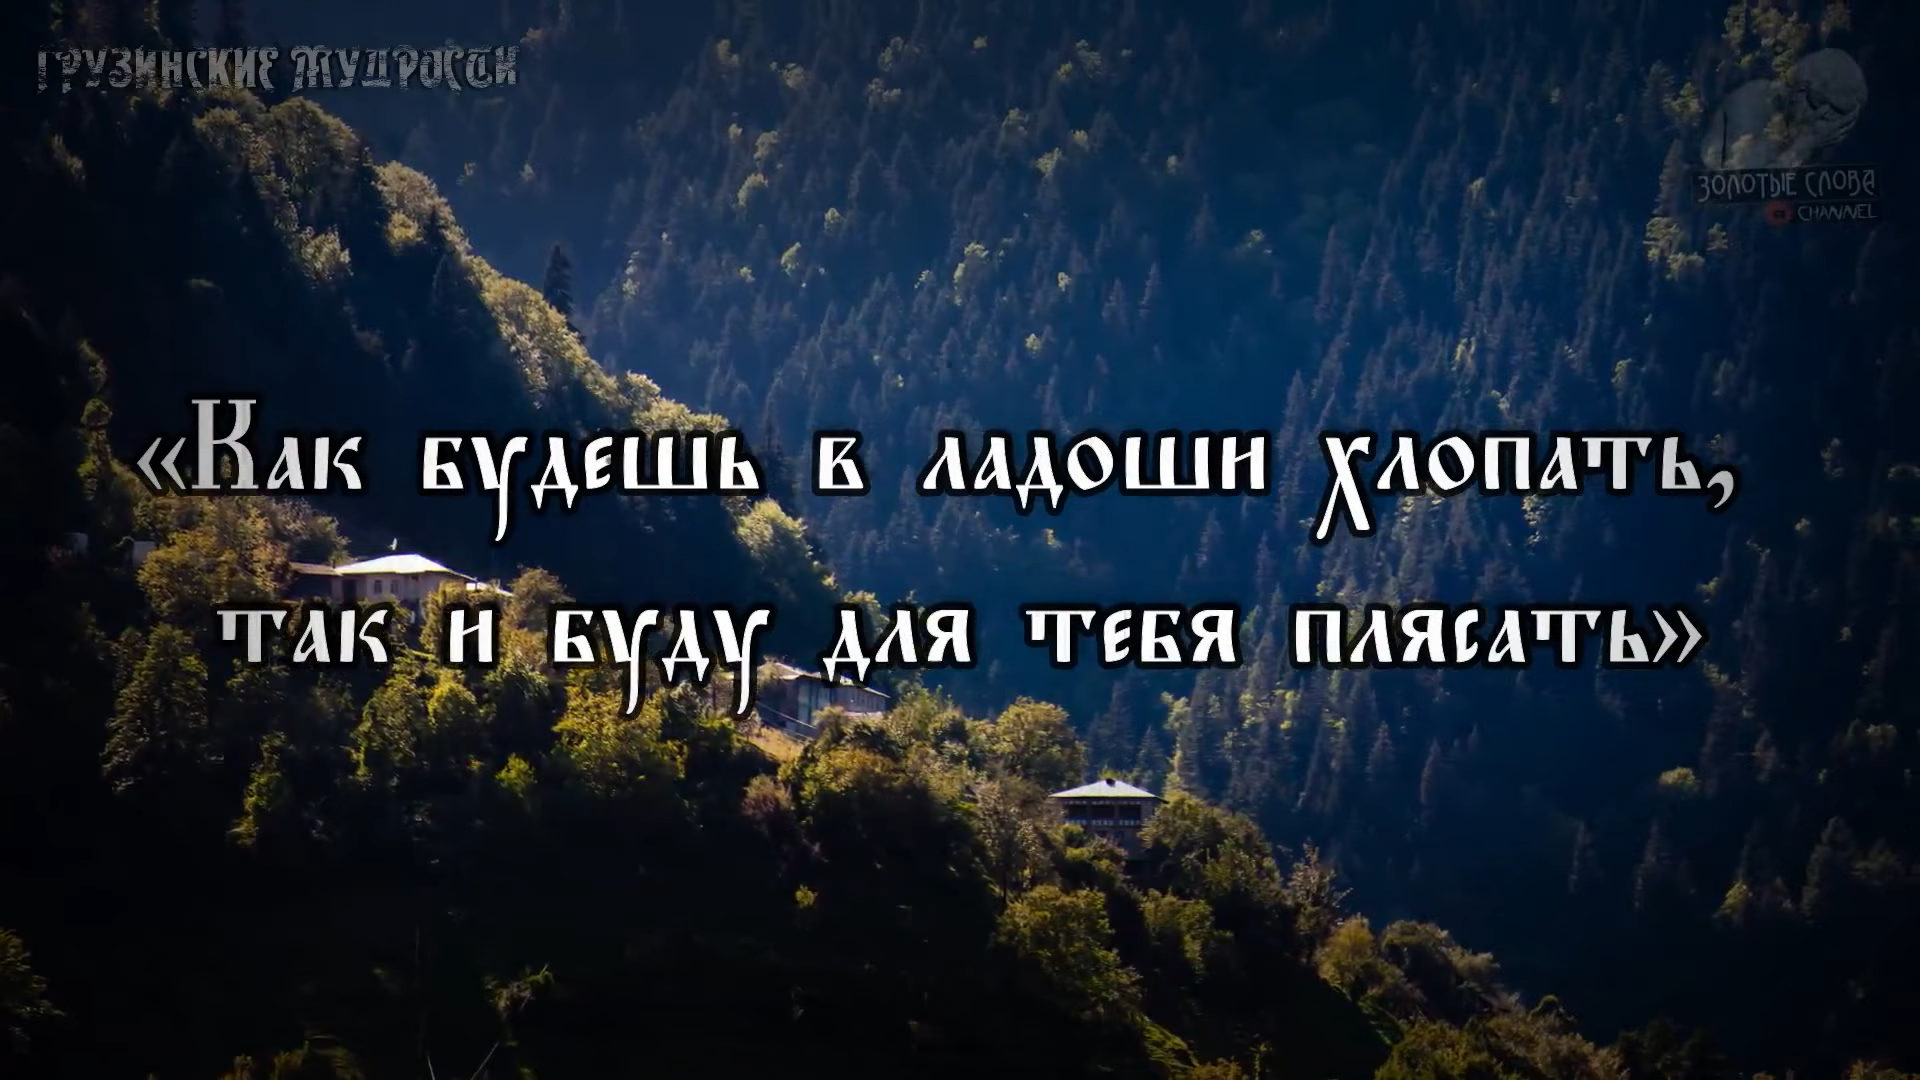 ГРУЗИНСКИЕ МУДРОСТИ
ЗОЛОТЫЕ СЛОВА
CHANNEL
«Как будешь в ладоши хлопать,
так и буду для тебя плясать»